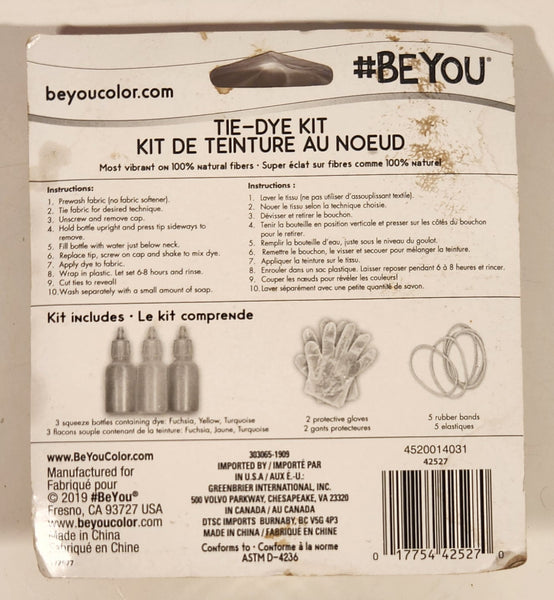 beyoucolor.com
#BEYOU®
TIE-DYE KIT
KIT DE TEINTURE AU NOEUD
Most vibrant on 100% natural fibers • Super éclat sur fibres comme 100% naturel
Instructions:
1. Prewash fabric (no fabric softener).
2. Tie fabric for desired technique.
3. Unscrew and remove cap.
4. Hold bottle upright and press tip sideways to
remove.
5. Fill bottle with water just below neck.
6. Replace tip, screw on cap and shake to mix dye.
7. Apply dye to fabric.
8. Wrap in plastic. Let set 6-8 hours and rinse.
9. Cut ties to reveal!
10. Wash separately with a small amount of soap.
Instructions :
1. Laver le tissu (ne pas utiliser d'assouplissant textile).
2. Nouer le tissu selon la technique choisie.
3. Dévisser et retirer le bouchon.
4. Tenir la bouteille en position verticale et presser sur les côtés du bouchon
pour le retirer.
5. Remplir la bouteille d'eau, juste sous le niveau du goulot.
6. Remettre le bouchon, le visser et secouer pour mélanger la teinture.
7. Appliquer la teinture sur le tissu.
8. Enrouler dans un sac plastique. Laisser reposer pendant 6 à 8 heures et rincer.
9. Couper les nœuds pour révéler les couleurs!
10. Laver séparément avec une petite quantité de savon.
Kit includes • Le kit comprende
3 squeeze bottles containing dye: Fuchsia, Yellow, Turquoise
3 flacons souple contenant de la teinture: Fuchsia, Jaune, Turquoise
2 protective gloves
2 gants protecteures
5 rubber bands
5 elastiques
www.BeYouColor.com
Manufactured for
Fabriqué pour
© 2019 #BeYou®
Fresno, CA 93727 USA
www.beyoucolor.com
Made in China
Fabriqué en Chine
303065-1909
IMPORTED BY / IMPORTÉ PAR
IN U.S.A / AUX É.-U.:
GREENBRIER INTERNATIONAL, INC.
500 VOLVO PARKWAY, CHESAPEAKE, VA 23320
IN CANADA / AU CANADA
DTSC IMPORTS BURNABY, BC V5G 4P3
MADE IN CHINA / FABRIQUÉ EN CHINE
Conforms to • Conforme à la norme
ASTM D-4236
4520014031
42527
0 17754 42527 0